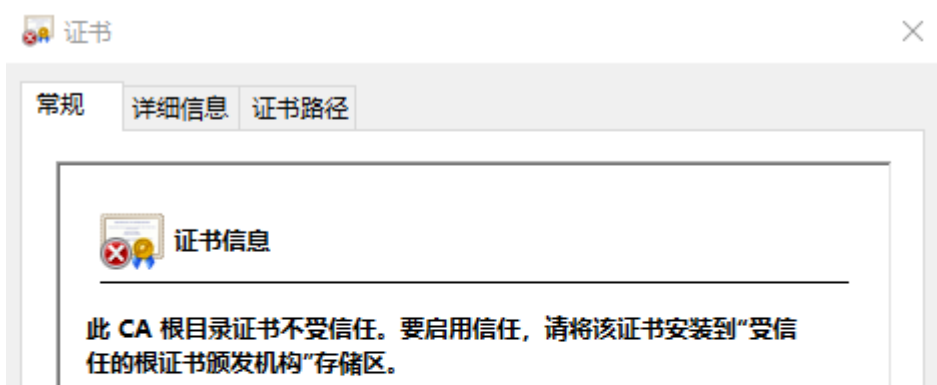 证书
常规
详细信息
证书路径
证书信息
此 CA 根目录证书不受信任。要启用信任，请将该证书安装到“受信
任的根证书颁发机构”存储区。